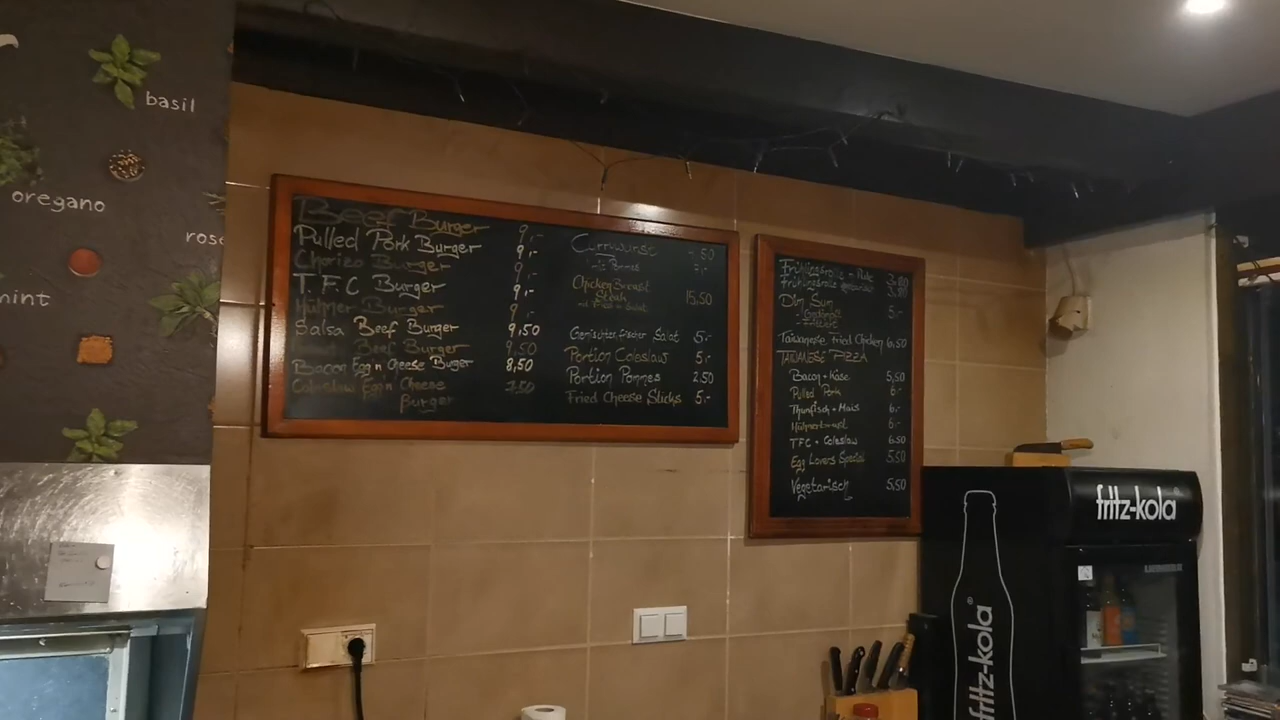 basil
oregano
rose
mint
Beef Burger 9,-
Pulled Pork Burger 9,-
Chorizo Burger 9,-
T.F.C Burger 9,-
Hühner Burger 9,-
Salsa Beef Burger 9,50
Beef Burger 9,50
Bacon Egg n Cheese Burger 8,50
Coleslaw Egg n Cheese 7,50
Burger
Currywurst
Chicken Breast
Steak 15,50
Gemischter frischer Salat 5,-
Portion Coleslaw 5,-
Portion Pommes 2,50
Fried Cheese Sticks 5,-
Frühlingsrolle
Frühlingsrolle
Dim Sum 5,-
Taiwanese Fried Chicken 6,50
TAIWANESE PIZZA
Bacon + Käse 5,50
Pulled Pork 6,-
Thunfisch + Mais 6,-
6,-
TFC + Coleslaw 6,50
Egg Lovers Special 5,50
Vegetarisch 5,50
fritz-kola
fritz-kola